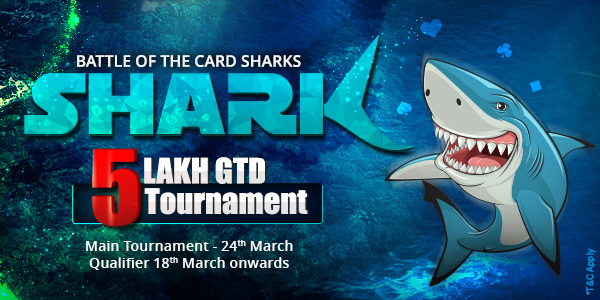 BATTLE OF THE CARD SHARKS
SHARK
5 LAKH GTD
Tournament
Main Tournament - 24th March
Qualifier 18th March onwards
*T&C Apply